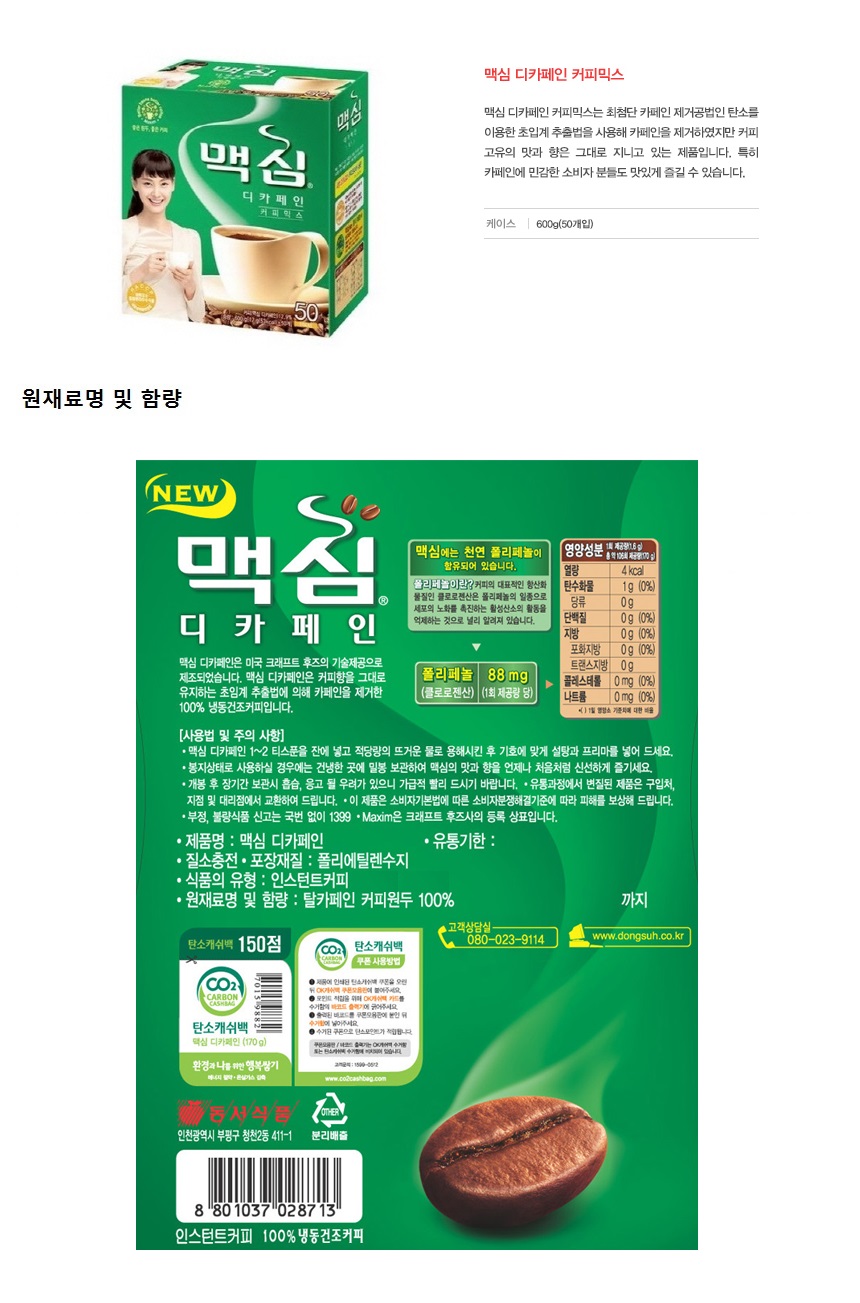 맥심 디카페인 커피믹스
맥심 디카페인 커피믹스는 최첨단 카페인 제거공법인 탄소를
이용한 초임계 추출법을 사용해 카페인을 제거하였지만 커피
고유의 맛과 향은 그대로 지니고 있는 제품입니다. 특히
카페인에 민감한 소비자 분들도 맛있게 즐길 수 있습니다.
케이스 600g(50개입)
맥심
디카페인
커피믹스
50
맥심
원재료명 및 함량
NEW
맥심®
디카페인
맥심 디카페인은 미국 크래프트 후즈의 기술제공으로
제조되었습니다. 맥심 디카페인은 커피향을 그대로
유지하는 초임계 추출법에 의해 카페인을 제거한
100% 냉동건조커피입니다.
맥심에는 천연 폴리페놀이
함유되어 있습니다.
폴리페놀이란? 커피의 대표적인 항산화
물질인 클로로젠산은 폴리페놀의 일종으로
세포의 노화를 촉진하는 활성산소의 활동을
억제하는 것으로 널리 알려져 있습니다.
폴리페놀 88 mg
(클로로젠산) (1회 제공량 당)
영양성분 1회 제공량(1.6 g)
총 약 106회 제공량(170 g)
열량 4 kcal
탄수화물 1 g (0%)
당류 0 g
단백질 0 g (0%)
지방 0 g (0%)
포화지방 0 g (0%)
트랜스지방 0 g
콜레스테롤 0 mg (0%)
나트륨 0 mg (0%)
•( ) 1일 영양소 기준치에 대한 비율
[사용법 및 주의 사항]
• 맥심 디카페인 1~2 티스푼을 잔에 넣고 적당량의 뜨거운 물로 용해시킨 후 기호에 맞게 설탕과 프리마를 넣어 드세요.
• 봉지상태로 사용하실 경우에는 건냉한 곳에 밀봉 보관하여 맥심의 맛과 향을 언제나 처음처럼 신선하게 즐기세요.
• 개봉 후 장기간 보관시 흡습, 응고 될 우려가 있으니 가급적 빨리 드시기 바랍니다. • 유통과정에서 변질된 제품은 구입처,
지점 및 대리점에서 교환하여 드립니다. • 이 제품은 소비자기본법에 따른 소비자분쟁해결기준에 따라 피해를 보상해 드립니다.
• 부정, 불량식품 신고는 국번 없이 1399 • Maxim은 크래프트 후즈사의 등록 상표입니다.
• 제품명 : 맥심 디카페인 • 유통기한 :
• 질소충전 • 포장재질 : 폴리에틸렌수지
• 식품의 유형 : 인스턴트커피
• 원재료명 및 함량 : 탈카페인 커피원두 100% 까지
고객상담실
080-023-9114
www.dongsuh.co.kr
탄소캐쉬백 150점
CO2
CARBON
CASHBAG
탄소캐쉬백
맥심 디카페인 (170 g)
환경과 나를 위한 행복쌓기
CO2
CARBON
CASHBAG
탄소캐쉬백
쿠폰 사용방법
www.co2cashbag.com
동서식품
인천광역시 부평구 청천2동 411-1
OTHER
분리배출
8 801037 028713
인스턴트커피 100%냉동건조커피